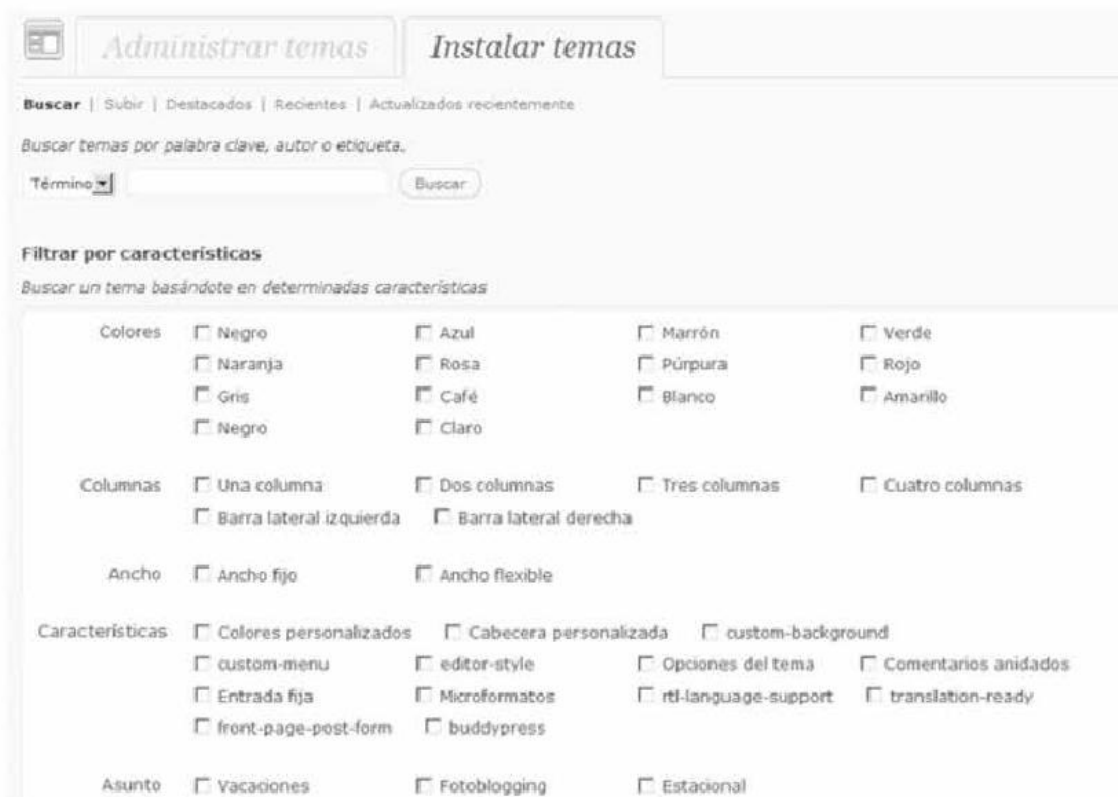 Administrar temas Instalar temas
Buscar | Subir | Destacados | Recientes | Actualizados recientemente
Buscar temas por palabra clave, autor o etiqueta.
Término Buscar
Filtrar por características
Buscar un tema basándote en determinadas características
Colores Negro Azul Marrón Verde
Naranja Rosa Púrpura Rojo
Gris Café Blanco Amarillo
Negro Claro
Columnas Una columna Dos columnas Tres columnas Cuatro columnas
Barra lateral izquierda Barra lateral derecha
Ancho Ancho fijo Ancho flexible
Características Colores personalizados Cabecera personalizada custom-background
custom-menu editor-style Opciones del tema Comentarios anidados
Entrada fija Microformatos rtl-language-support translation-ready
front-page-post-form buddypress
Asunto Vacaciones Fotoblogging Estacional